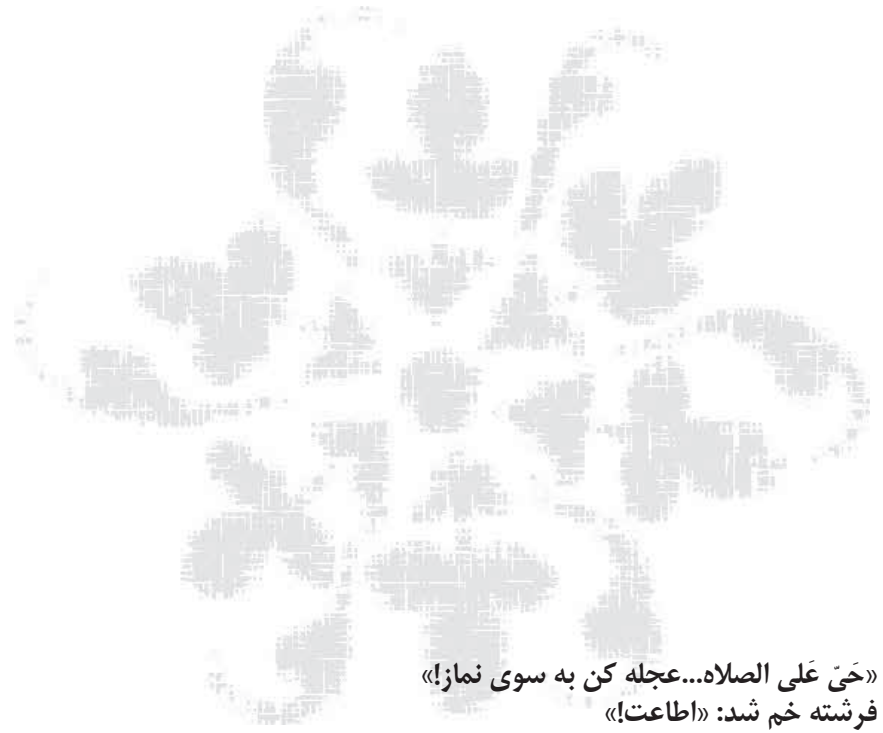 «حَیّ عَلی الصلاه...عجله کن به سوی نماز!»
فرشته خم شد: «اطاعت!»